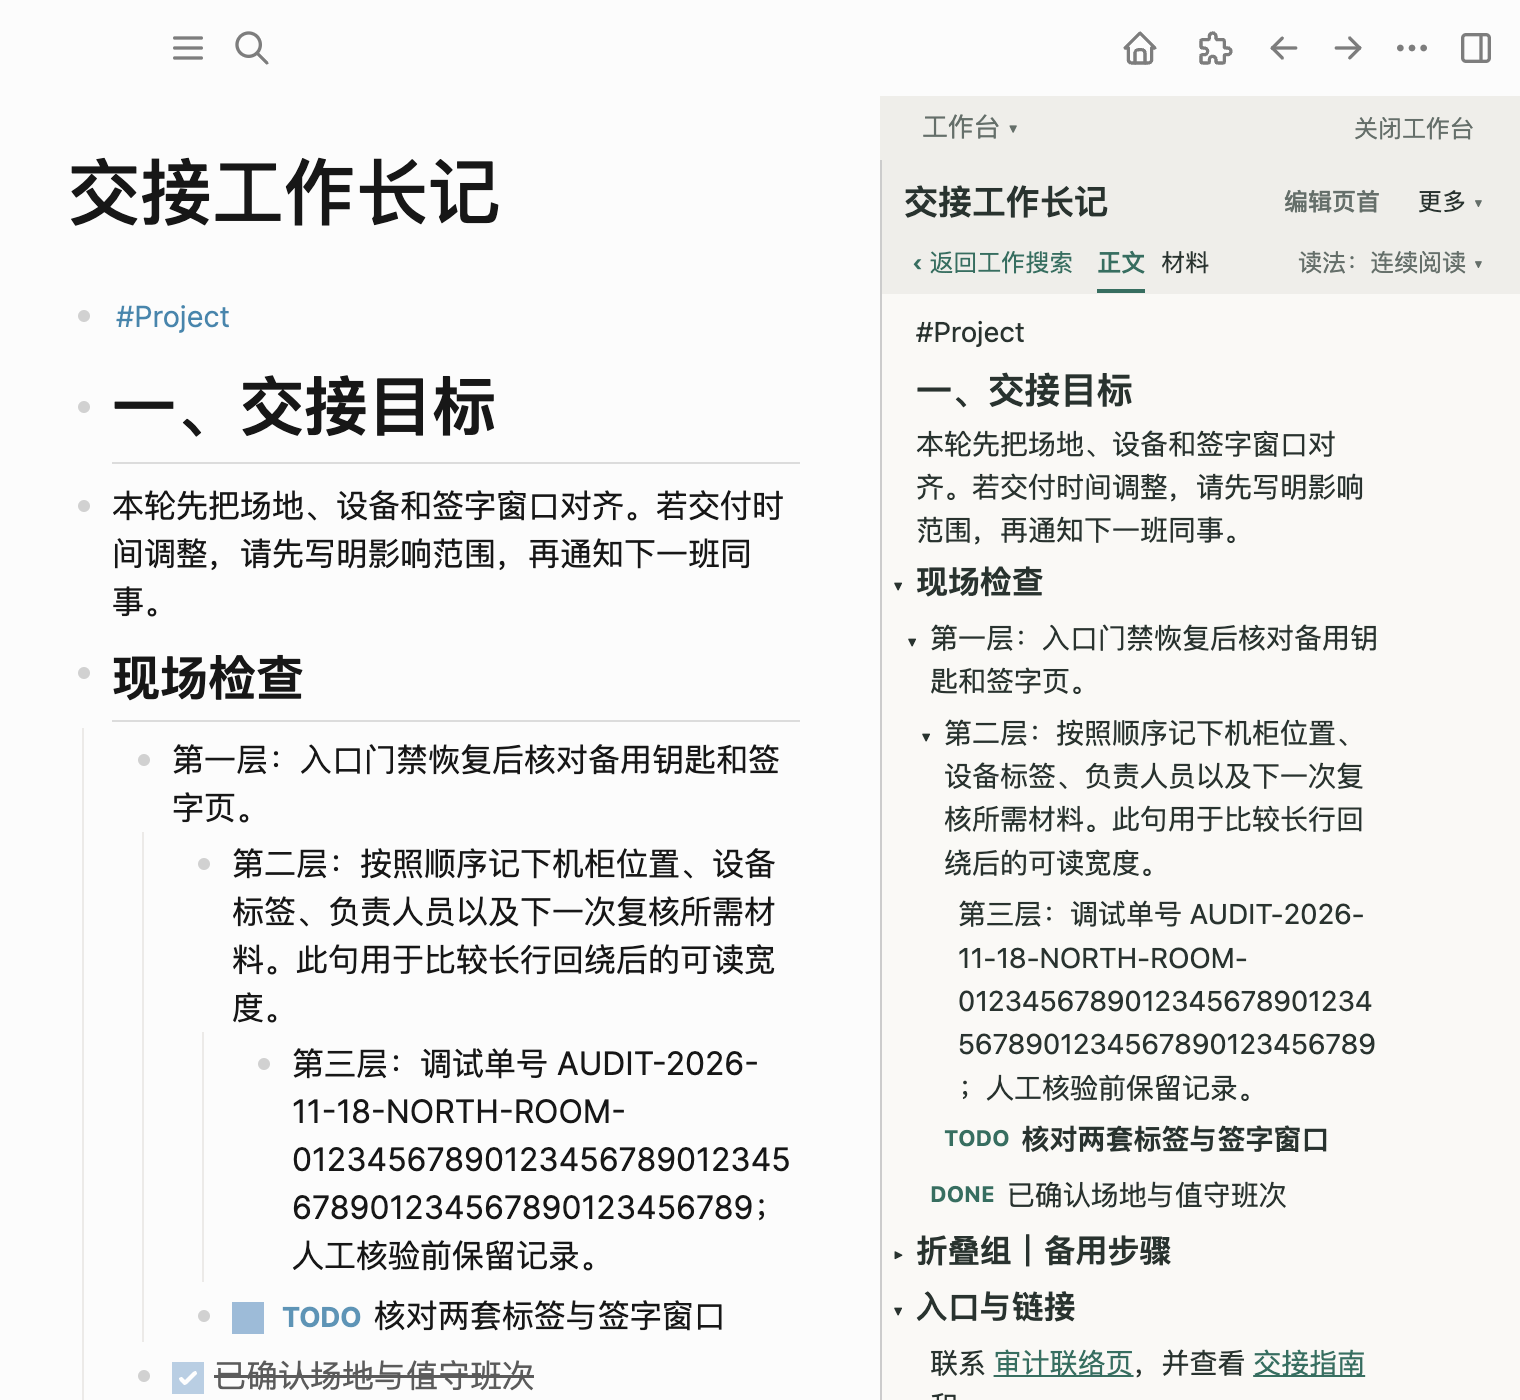 交接工作长记
#Project
一、交接目标
本轮先把场地、设备和签字窗口对齐。若交付时
间调整，请先写明影响范围，再通知下一班同
事。
现场检查
第一层：入口门禁恢复后核对备用钥匙和签
字页。
第二层：按照顺序记下机柜位置、设备
标签、负责人员以及下一次复核所需材
料。此句用于比较长行回绕后的可读宽
度。
第三层：调试单号 AUDIT-2026-
11-18-NORTH-ROOM-
01234567890123456789012345
678901234567890123456789；
人工核验前保留记录。
TODO 核对两套标签与签字窗口
已确认场地与值守班次
工作台 ▾
关闭工作台
交接工作长记
编辑页首
更多 ▾
‹ 返回工作搜索
正文
材料
读法：连续阅读 ▾
#Project
一、交接目标
本轮先把场地、设备和签字窗口对
齐。若交付时间调整，请先写明影响
范围，再通知下一班同事。
▾ 现场检查
▾ 第一层：入口门禁恢复后核对备用钥
匙和签字页。
▾ 第二层：按照顺序记下机柜位置、
设备标签、负责人员以及下一次复
核所需材料。此句用于比较长行回
绕后的可读宽度。
第三层：调试单号 AUDIT-2026-
11-18-NORTH-ROOM-
0123456789012345678901234
5678901234567890123456789
；人工核验前保留记录。
TODO 核对两套标签与签字窗口
DONE 已确认场地与值守班次
▸ 折叠组｜备用步骤
▾ 入口与链接
联系 审计联络页，并查看 交接指南